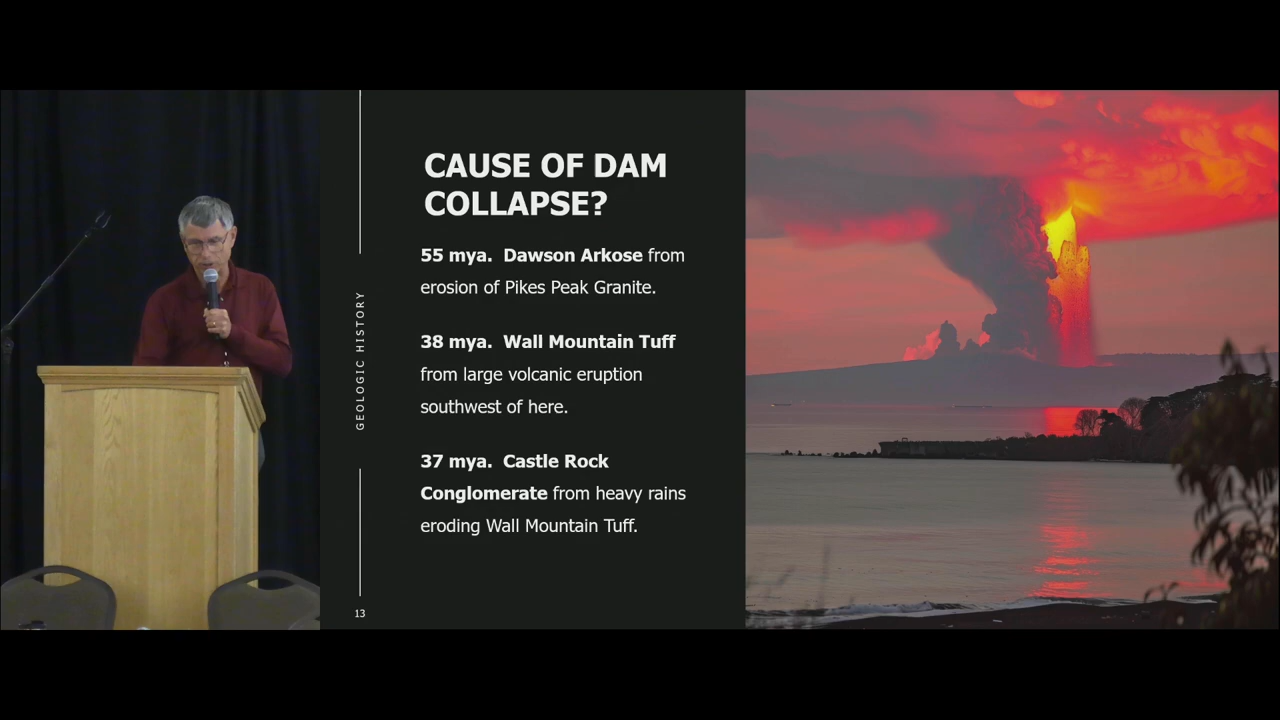 CAUSE OF DAM
COLLAPSE?
55 mya. Dawson Arkose from
erosion of Pikes Peak Granite.
38 mya. Wall Mountain Tuff
from large volcanic eruption
southwest of here.
37 mya. Castle Rock
Conglomerate from heavy rains
eroding Wall Mountain Tuff.
GEOLOGIC HISTORY
13